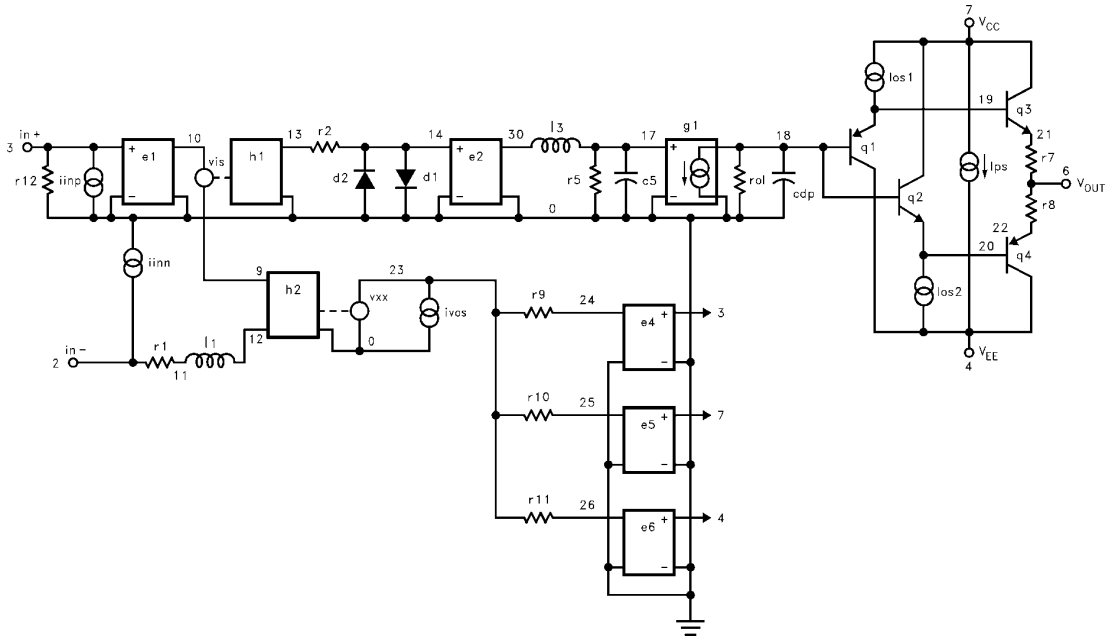 7
VCC
Ios1
19
q3
in+
3
10
13
r2
14
30
l3
17
g1
18
21
e1
vis
h1
e2
q1
Ips
r7
6
VOUT
r12
iinp
d2
d1
r5
c5
rol
cdp
q2
r8
0
22
20
q4
iinn
9
23
h2
vxx
ivos
Ios2
r9
24
e4
3
in-
2
r1
l1
12
0
VEE
4
11
r10
25
e5
7
r11
26
e6
4
+
-
+
-
+
-
+
-
+
-
+
-